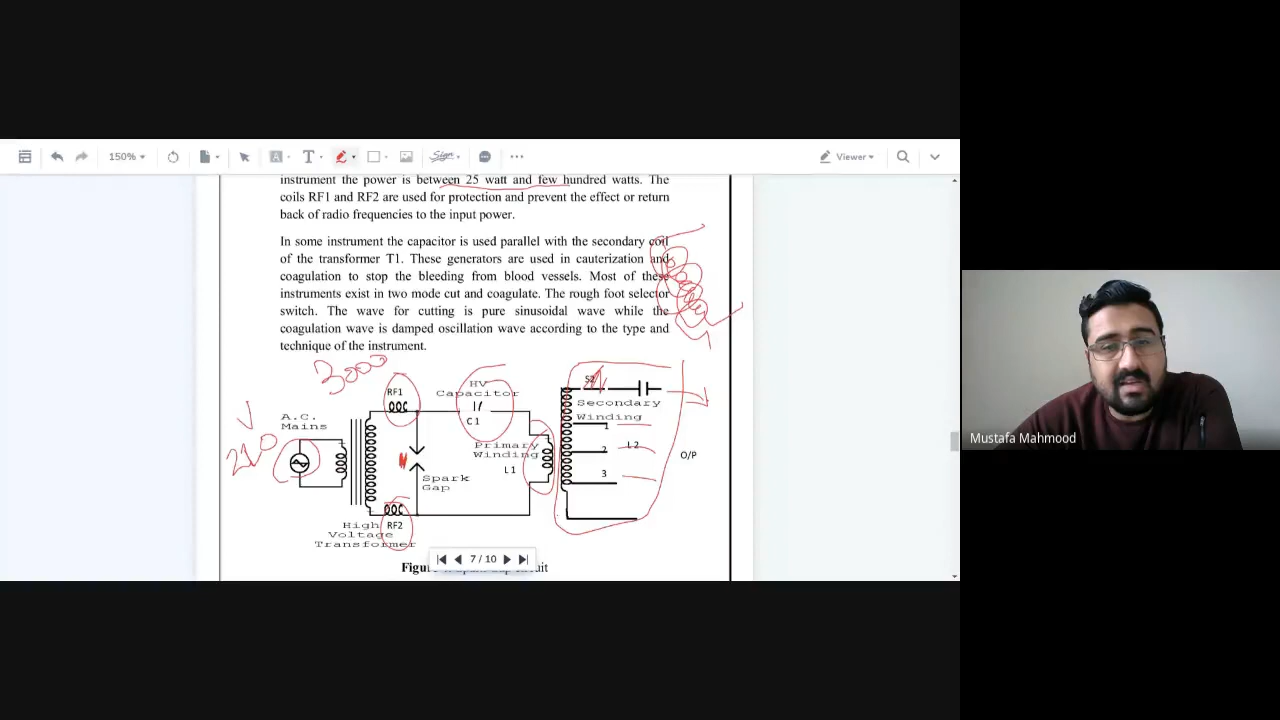 150%
T
Sign
Viewer
instrument the power is between 25 watt and few hundred watts. The
coils RF1 and RF2 are used for protection and prevent the effect or return
back of radio frequencies to the input power.
In some instrument the capacitor is used parallel with the secondary coil
of the transformer T1. These generators are used in cauterization and
coagulation to stop the bleeding from blood vessels. Most of these
instruments exist in two mode cut and coagulate. The rough foot selector
switch. The wave for cutting is pure sinusoidal wave while the
coagulation wave is damped oscillation wave according to the type and
technique of the instrument.
3000
V
210
A.C.
Mains
RF1
HV
Capacitor
C1
Secondary
Winding
1
L2
2
3
O/P
Primary
Winding
L1
Spark
Gap
High
Voltage
Transformer
RF2
7 / 10
Mustafa Mahmood